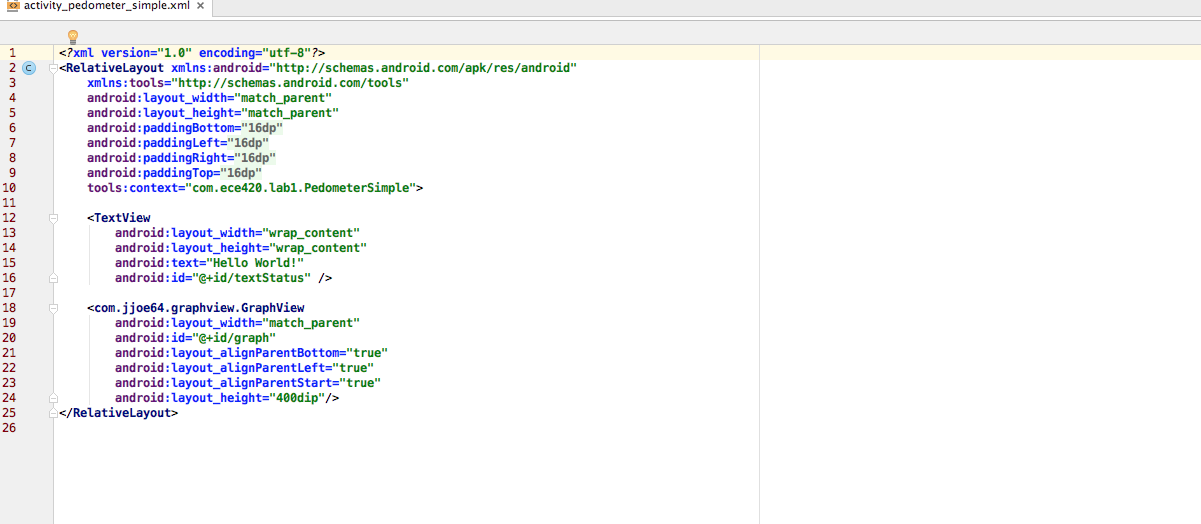 activity_pedometer_simple.xml ×
1 <?xml version="1.0" encoding="utf-8"?>
2 C <RelativeLayout xmlns:android="http://schemas.android.com/apk/res/android"
3 xmlns:tools="http://schemas.android.com/tools"
4 android:layout_width="match_parent"
5 android:layout_height="match_parent"
6 android:paddingBottom="16dp"
7 android:paddingLeft="16dp"
8 android:paddingRight="16dp"
9 android:paddingTop="16dp"
10 tools:context="com.ece420.lab1.PedometerSimple">
11
12 <TextView
13 android:layout_width="wrap_content"
14 android:layout_height="wrap_content"
15 android:text="Hello World!"
16 android:id="@+id/textStatus" />
17
18 <com.jjoe64.graphview.GraphView
19 android:layout_width="match_parent"
20 android:id="@+id/graph"
21 android:layout_alignParentBottom="true"
22 android:layout_alignParentLeft="true"
23 android:layout_alignParentStart="true"
24 android:layout_height="400dip"/>
25 </RelativeLayout>
26